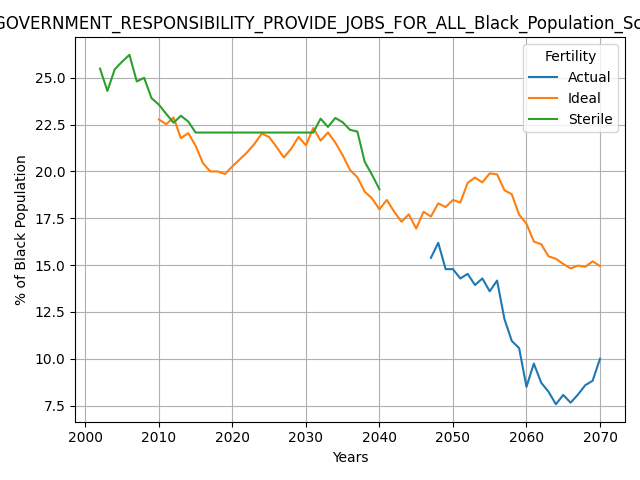 GOVERNMENT_RESPONSIBILITY_PROVIDE_JOBS_FOR_ALL_Black_Population_Sc
Fertility
Actual
Ideal
Sterile
% of Black Population
25.0
22.5
20.0
17.5
15.0
12.5
10.0
7.5
2000 2010 2020 2030 2040 2050 2060 2070
Years